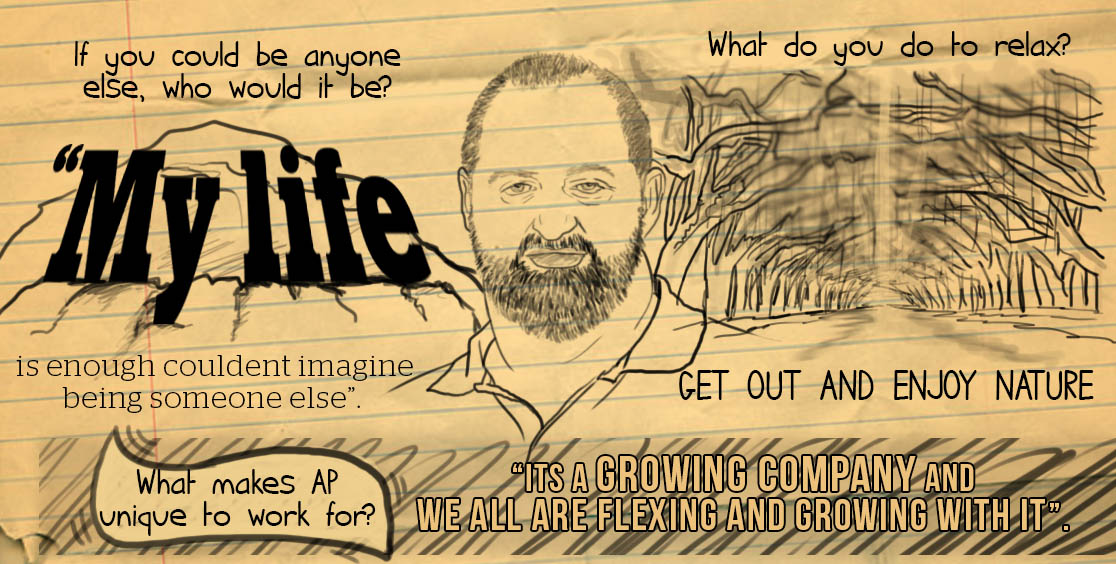 If you could be anyone
else, who would it be?
“My life
is enough couldent imagine
being someone else”.
What do you do to relax?
GET OUT AND ENJOY NATURE
What makes AP
unique to work for?
“ITS A GROWING COMPANY AND
WE ALL ARE FLEXING AND GROWING WITH IT”.